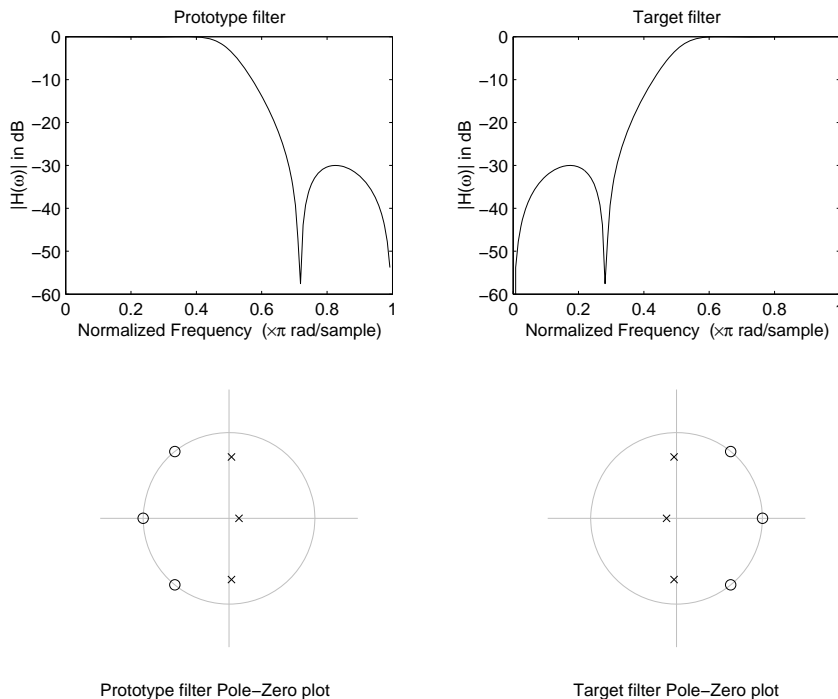 Prototype filter
0
−10
−20
−30
−40
−50
−60
|H(ω)| in dB
0 0.2 0.4 0.6 0.8 1
Normalized Frequency (×π rad/sample)
Target filter
0
−10
−20
−30
−40
−50
−60
|H(ω)| in dB
0 0.2 0.4 0.6 0.8 1
Normalized Frequency (×π rad/sample)
Prototype filter Pole−Zero plot
Target filter Pole−Zero plot